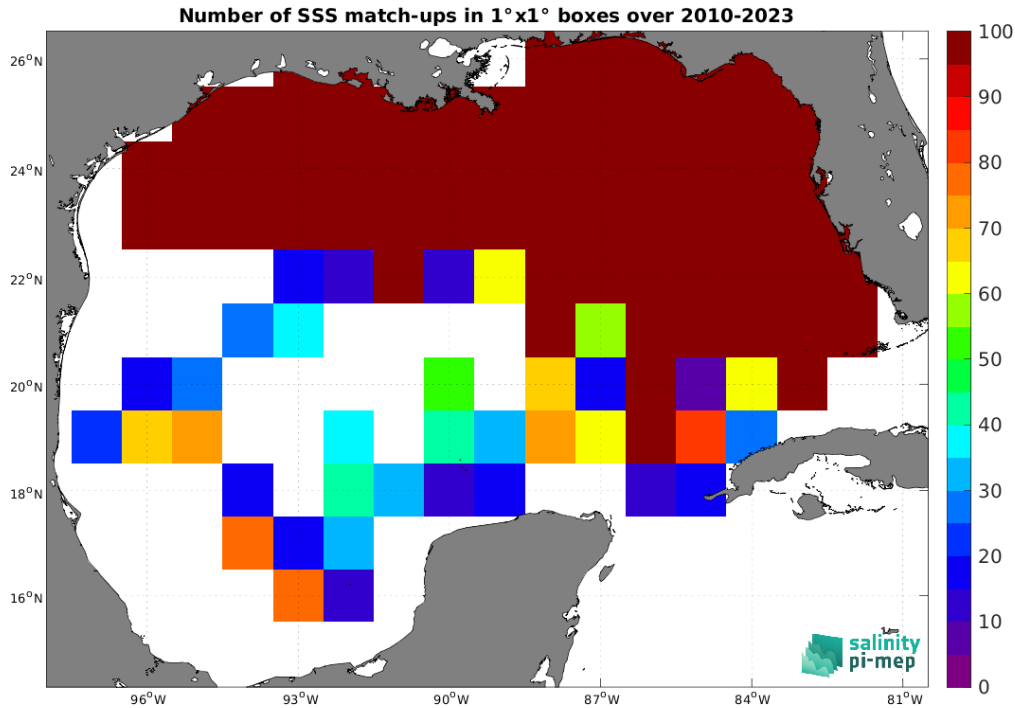 Number of SSS match-ups in 1°x1° boxes over 2010-2023
26°N
24°N
22°N
20°N
18°N
16°N
96°W
93°W
90°W
87°W
84°W
81°W
100
90
80
70
60
50
40
30
20
10
0
salinity
pi-mep